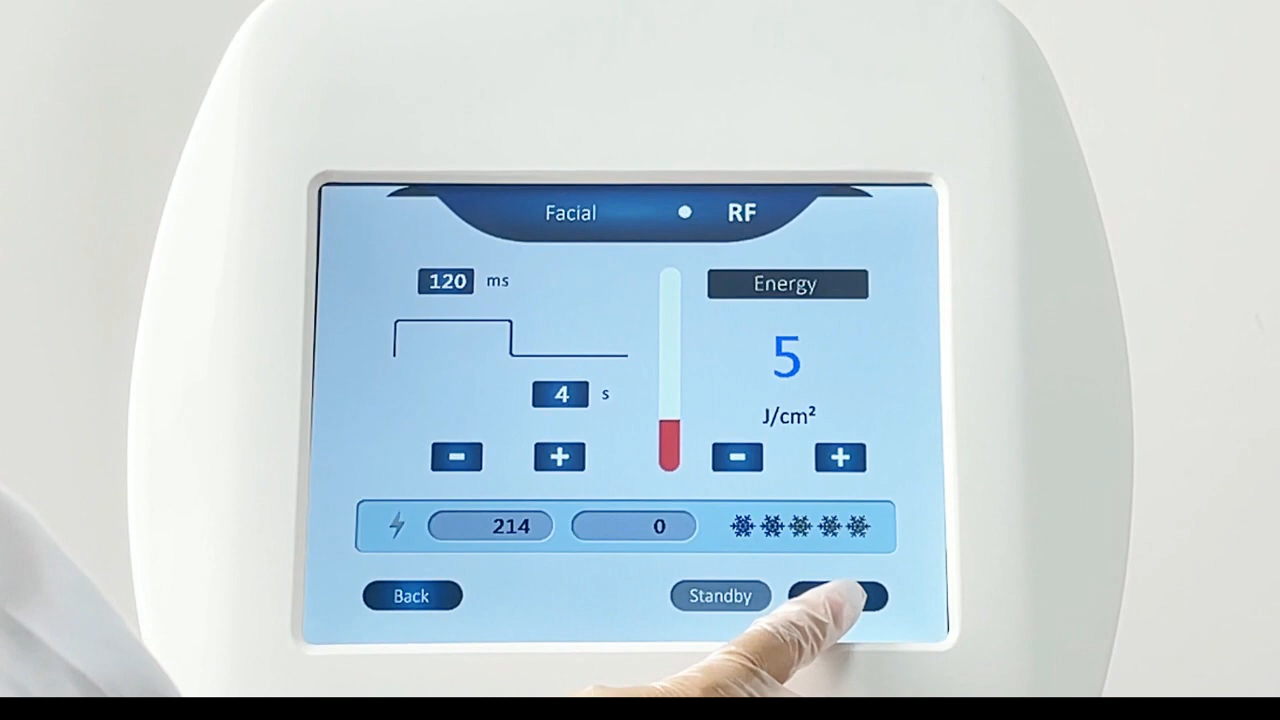 Facial RF
120 ms
Energy
5
4 s
J/cm²
- + - +
214 0
Back Standby